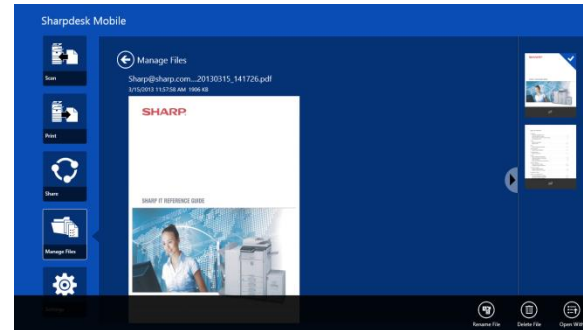 Sharpdesk Mobile
Scan
Print
Share
Manage Files
Settings
Manage Files
Sharp@sharp.com...20130315_141726.pdf
3/15/2013 11:57:58 AM 1906 KB
SHARP
SHARP IT REFERENCE GUIDE
Rename File
Delete File
Open With